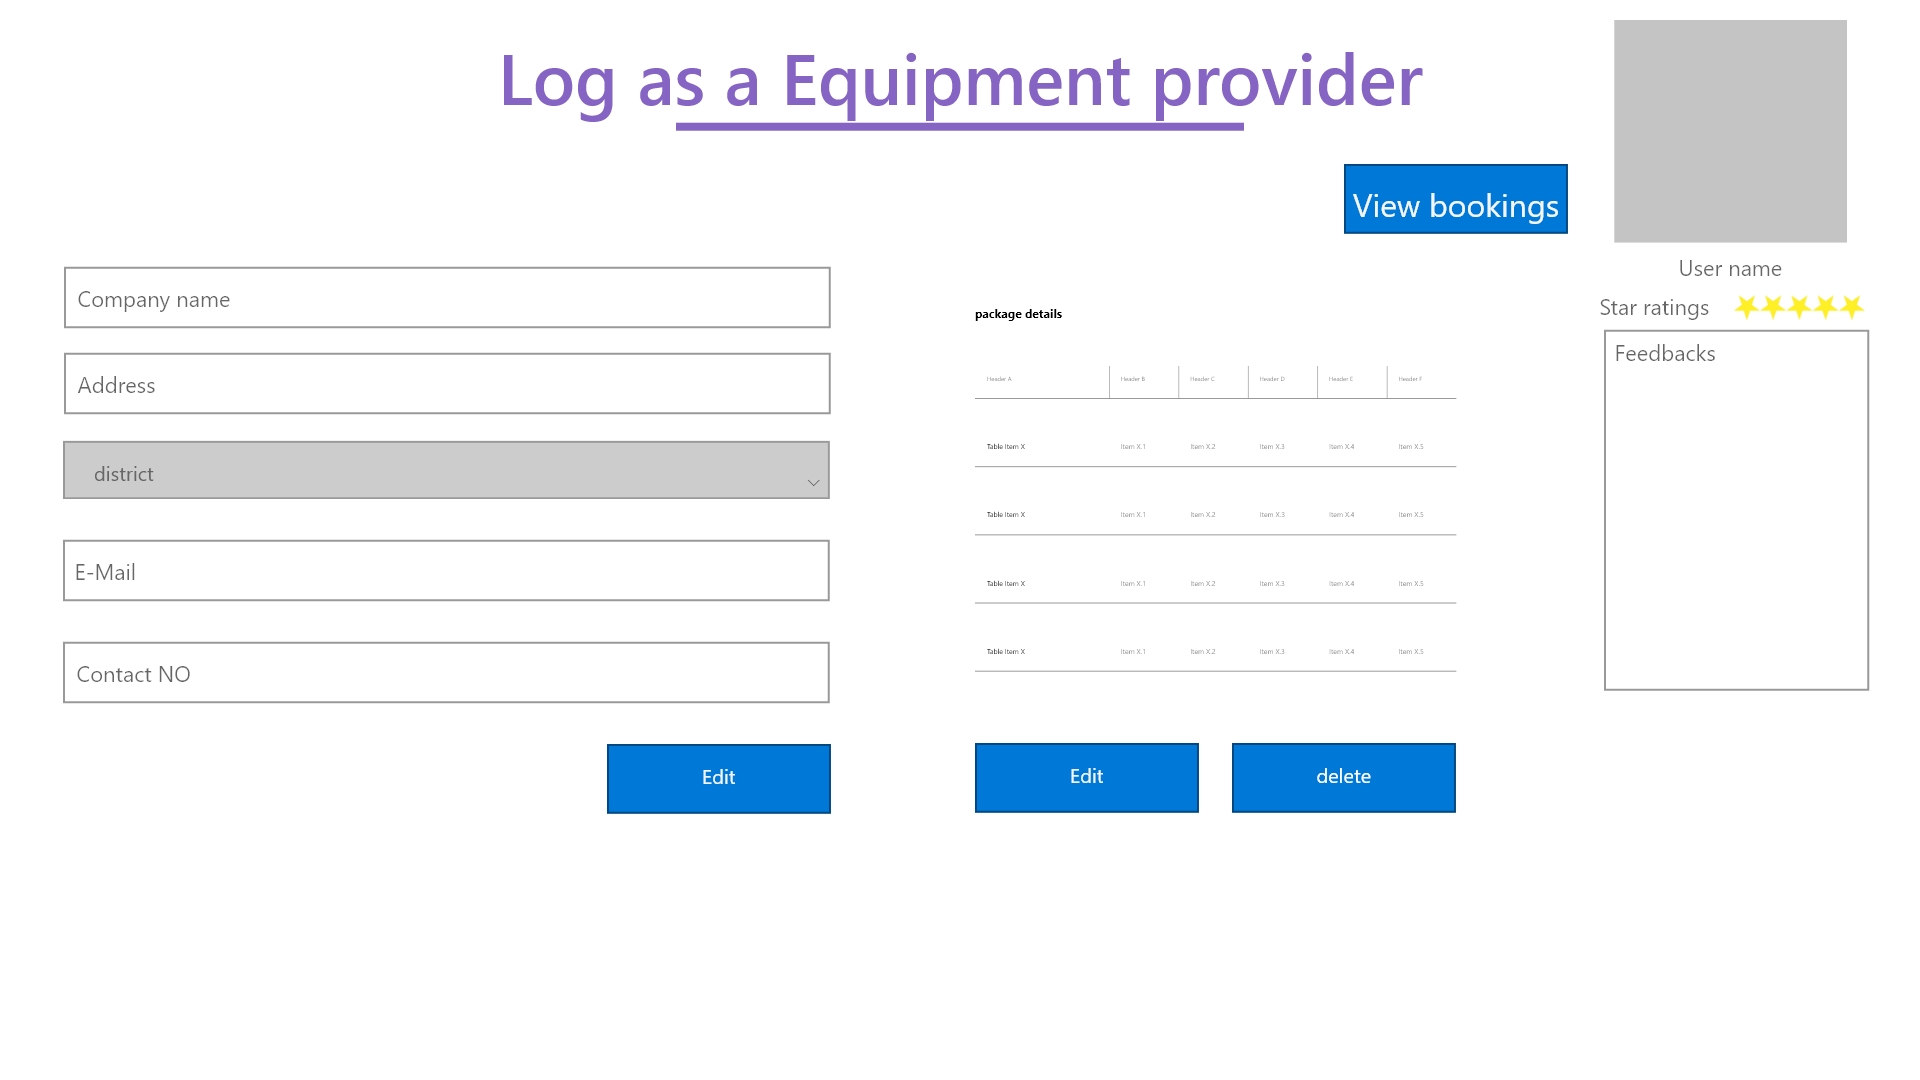 Log as a Equipment provider
View bookings
User name
Star ratings
Feedbacks
Company name
Address
district
E-Mail
Contact NO
Edit
package details
Header A Header B Header C Header D Header E Header F
Table Item X Item X.1 Item X.2 Item X.3 Item X.4 Item X.5
Table Item X Item X.1 Item X.2 Item X.3 Item X.4 Item X.5
Table Item X Item X.1 Item X.2 Item X.3 Item X.4 Item X.5
Table Item X Item X.1 Item X.2 Item X.3 Item X.4 Item X.5
Edit
delete